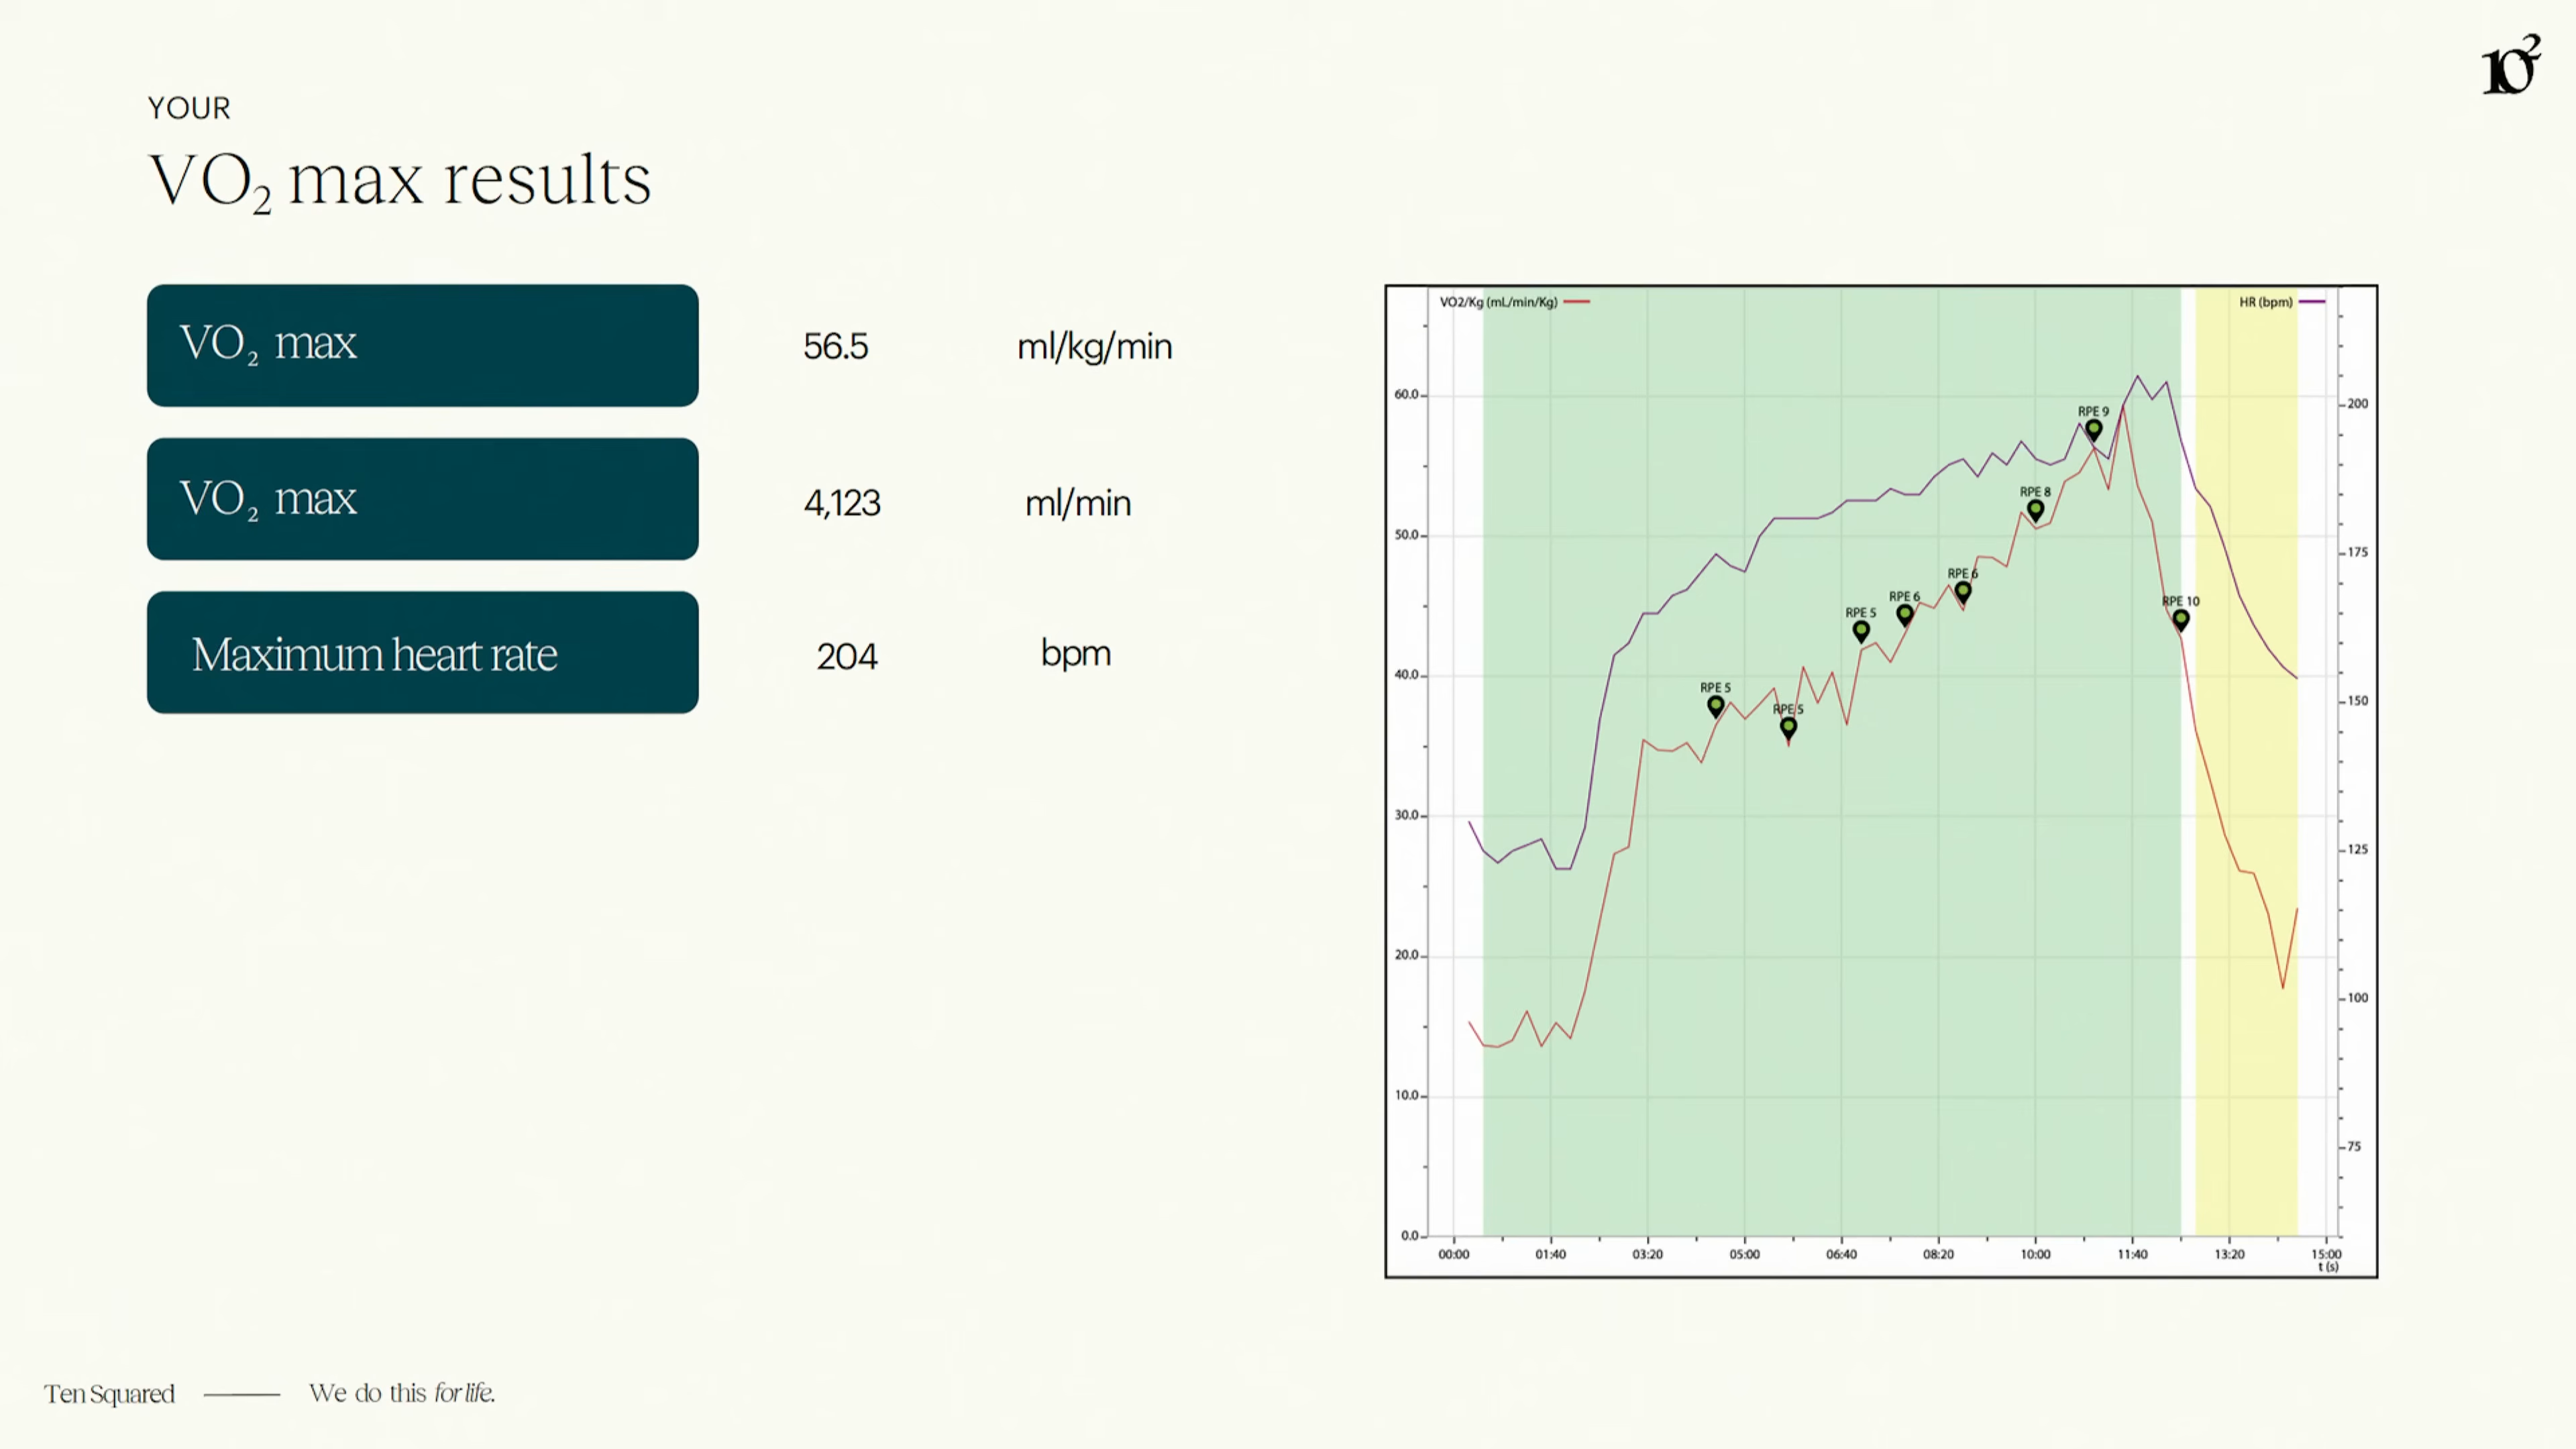 10²
YOUR
VO₂ max results
VO₂ max 56.5 ml/kg/min
VO₂ max 4,123 ml/min
Maximum heart rate 204 bpm
VO2/Kg (mL/min/Kg) HR (bpm)
60.0
50.0
40.0
30.0
20.0
10.0
0.0
RPE 5
RPE 5
RPE 5
RPE 6
RPE 6
RPE 8
RPE 9
RPE 10
200
175
150
125
100
75
00:00 01:40 03:20 05:00 06:40 08:20 10:00 11:40 13:20 15:00
t (s)
Ten Squared We do this for life.